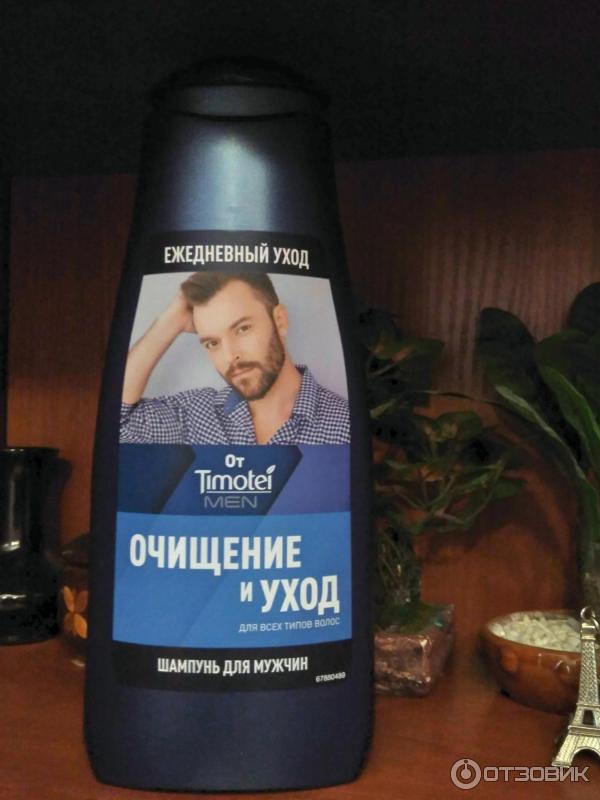 ЕЖЕДНЕВНЫЙ УХОД
От
Timotei
MEN
ОЧИЩЕНИЕ
и УХОД
ДЛЯ ВСЕХ ТИПОВ ВОЛОС
ШАМПУНЬ ДЛЯ МУЖЧИН
67880489
ОТЗОВИК